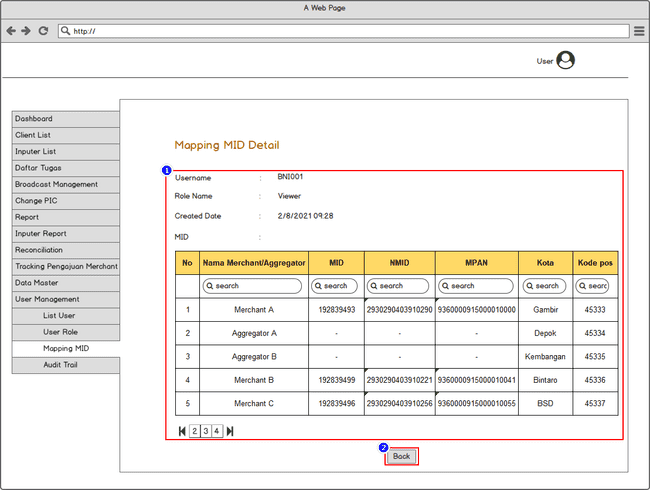 A Web Page
http://
User
Dashboard
Client List
Inputer List
Daftar Tugas
Broadcast Management
Change PIC
Report
Inputer Report
Reconciliation
Tracking Pengajuan Merchant
Data Master
User Management
List User
User Role
Mapping MID
Audit Trail
Mapping MID Detail
1
Username : BNI001
Role Name : Viewer
Created Date : 2/8/2021 09:28
MID :
No Nama Merchant/Aggregator MID NMID MPAN Kota Kode pos
search search search search search search
1 Merchant A 192839493 2930290403910290 9360000915000010000 Gambir 45333
2 Aggregator A - - - Depok 45334
3 Aggregator B - - - Kembangan 45335
4 Merchant B 192839499 2930290403910221 9360000915000010041 Bintaro 45336
5 Merchant C 192839496 2930290403910256 9360000915000010055 BSD 45337
2 3 4
2
Back